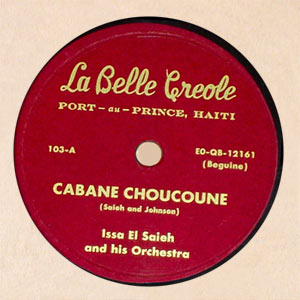 La Belle Creole
PORT-au-PRINCE, HAITI
103-A
E0-QB-12161
(Beguine)
CABANE CHOUCOUNE
(Saieh and Johnson)
Issa El Saieh
and his Orchestra